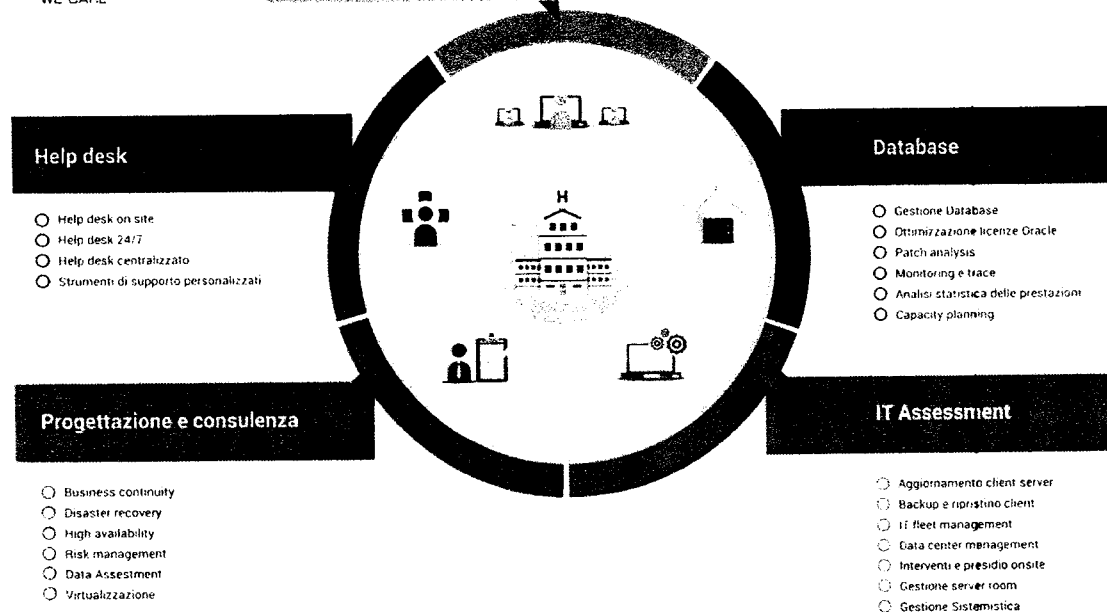 WE CARE
Help desk
Help desk on site
Help desk 24/7
Help desk centralizzato
Strumenti di supporto personalizzati
H
Database
Gestione Database
Ottimizzazione licenze Oracle
Patch analysis
Monitoring e trace
Analisi statistica delle prestazioni
Capacity planning
Progettazione e consulenza
Business continuity
Disaster recovery
High availability
Risk management
Data Assestment
Virtualizzazione
IT Assessment
Aggiornamento client server
Backup e ripristino client
IT fleet management
Data center management
Interventi e presidio onsite
Gestione server room
Gestione Sistemistica